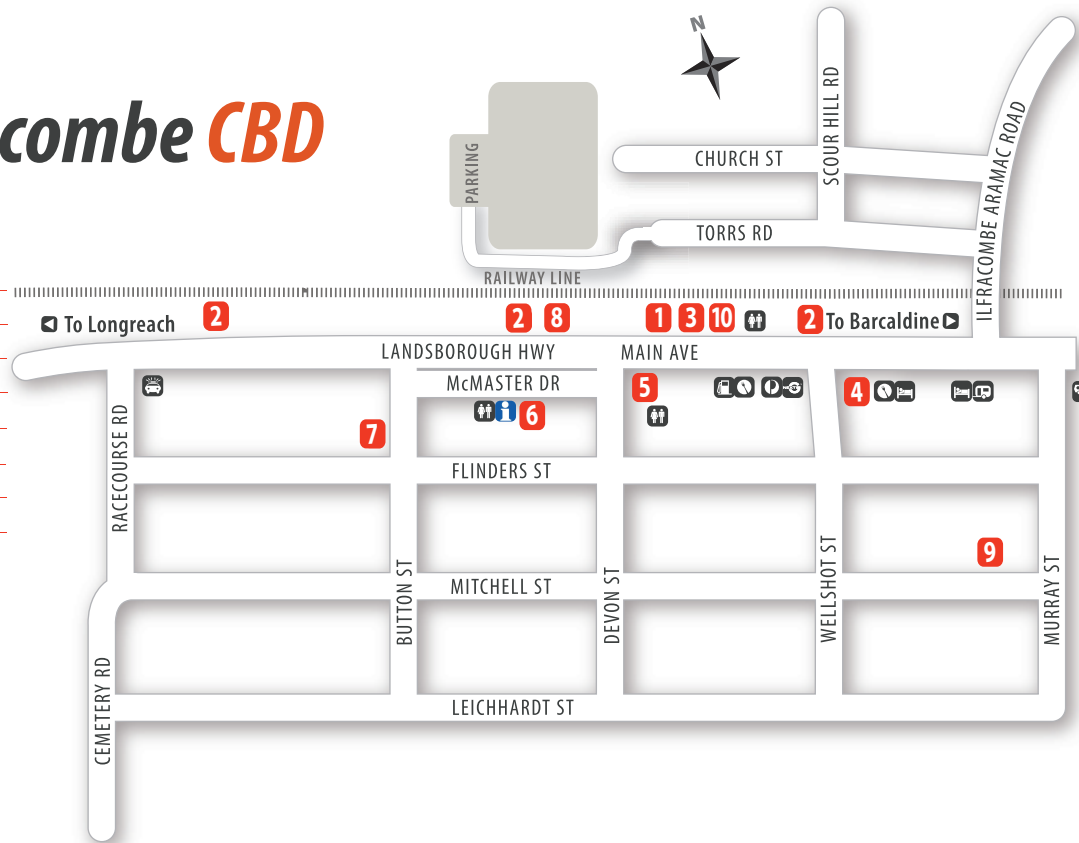 N
combe CBD
PARKING
CHURCH ST
SCOUR HILL RD
ILFRACOMBE ARAMAC ROAD
TORRS RD
RAILWAY LINE
To Longreach
2
2
8
1
3
10
2
To Barcaldine
LANDSBOROUGH HWY
MAIN AVE
McMASTER DR
5
4
i
6
7
RACECOURSE RD
FLINDERS ST
9
BUTTON ST
MITCHELL ST
DEVON ST
WELLSHOT ST
MURRAY ST
CEMETERY RD
LEICHHARDT ST